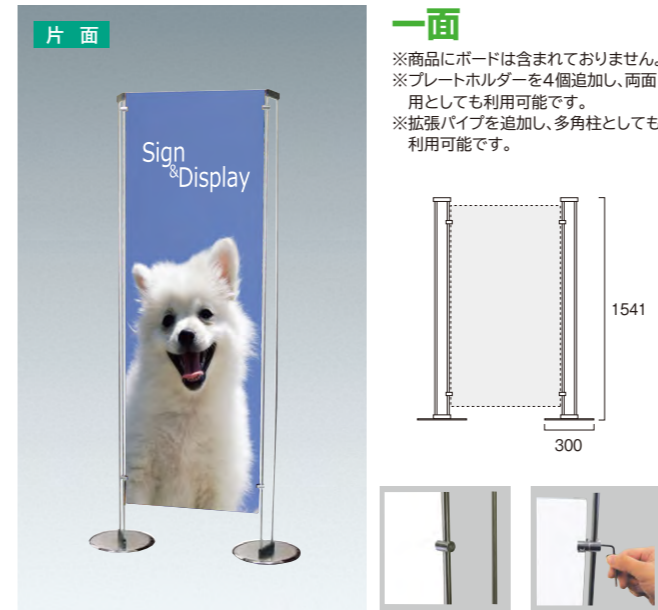 片 面
Sign
&Display
一面
※商品にボードは含まれておりません。
※プレートホルダーを4個追加し、両面
用としても利用可能です。
※拡張パイプを追加し、多角柱としても
利用可能です。
1541
300